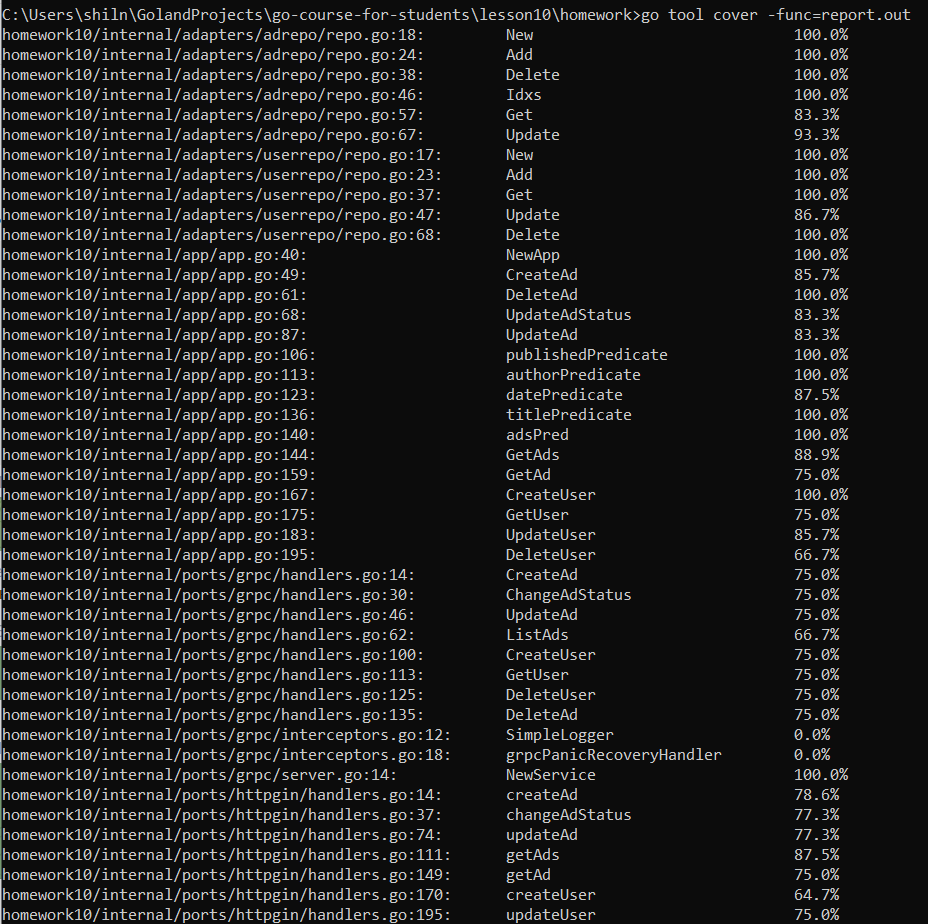 C:\Users\shiln\GolandProjects\go-course-for-students\lesson10\homework>go tool cover -func=report.out
homework10/internal/adapters/adrepo/repo.go:18: New 100.0%
homework10/internal/adapters/adrepo/repo.go:24: Add 100.0%
homework10/internal/adapters/adrepo/repo.go:38: Delete 100.0%
homework10/internal/adapters/adrepo/repo.go:46: Idxs 100.0%
homework10/internal/adapters/adrepo/repo.go:57: Get 83.3%
homework10/internal/adapters/adrepo/repo.go:67: Update 93.3%
homework10/internal/adapters/userrepo/repo.go:17: New 100.0%
homework10/internal/adapters/userrepo/repo.go:23: Add 100.0%
homework10/internal/adapters/userrepo/repo.go:37: Get 100.0%
homework10/internal/adapters/userrepo/repo.go:47: Update 86.7%
homework10/internal/adapters/userrepo/repo.go:68: Delete 100.0%
homework10/internal/app/app.go:40: NewApp 100.0%
homework10/internal/app/app.go:49: CreateAd 85.7%
homework10/internal/app/app.go:61: DeleteAd 100.0%
homework10/internal/app/app.go:68: UpdateAdStatus 83.3%
homework10/internal/app/app.go:87: UpdateAd 83.3%
homework10/internal/app/app.go:106: publishedPredicate 100.0%
homework10/internal/app/app.go:113: authorPredicate 100.0%
homework10/internal/app/app.go:123: datePredicate 87.5%
homework10/internal/app/app.go:136: titlePredicate 100.0%
homework10/internal/app/app.go:140: adsPred 100.0%
homework10/internal/app/app.go:144: GetAds 88.9%
homework10/internal/app/app.go:159: GetAd 75.0%
homework10/internal/app/app.go:167: CreateUser 100.0%
homework10/internal/app/app.go:175: GetUser 75.0%
homework10/internal/app/app.go:183: UpdateUser 85.7%
homework10/internal/app/app.go:195: DeleteUser 66.7%
homework10/internal/ports/grpc/handlers.go:14: CreateAd 75.0%
homework10/internal/ports/grpc/handlers.go:30: ChangeAdStatus 75.0%
homework10/internal/ports/grpc/handlers.go:46: UpdateAd 75.0%
homework10/internal/ports/grpc/handlers.go:62: ListAds 66.7%
homework10/internal/ports/grpc/handlers.go:100: CreateUser 75.0%
homework10/internal/ports/grpc/handlers.go:113: GetUser 75.0%
homework10/internal/ports/grpc/handlers.go:125: DeleteUser 75.0%
homework10/internal/ports/grpc/handlers.go:135: DeleteAd 75.0%
homework10/internal/ports/grpc/interceptors.go:12: SimpleLogger 0.0%
homework10/internal/ports/grpc/interceptors.go:18: grpcPanicRecoveryHandler 0.0%
homework10/internal/ports/grpc/server.go:14: NewService 100.0%
homework10/internal/ports/httpgin/handlers.go:14: createAd 78.6%
homework10/internal/ports/httpgin/handlers.go:37: changeAdStatus 77.3%
homework10/internal/ports/httpgin/handlers.go:74: updateAd 77.3%
homework10/internal/ports/httpgin/handlers.go:111: getAds 87.5%
homework10/internal/ports/httpgin/handlers.go:149: getAd 75.0%
homework10/internal/ports/httpgin/handlers.go:170: createUser 64.7%
homework10/internal/ports/httpgin/handlers.go:195: updateUser 75.0%